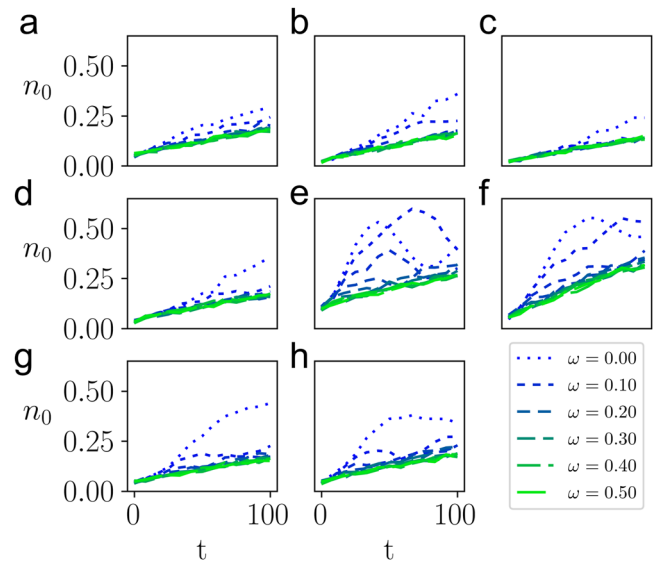 a b c
n₀ 0.50
0.25
0.00
d e f
n₀ 0.50
0.25
0.00
g h
n₀ 0.50
0.25
0.00
0 100 0 100
t t
ω = 0.00
ω = 0.10
ω = 0.20
ω = 0.30
ω = 0.40
ω = 0.50